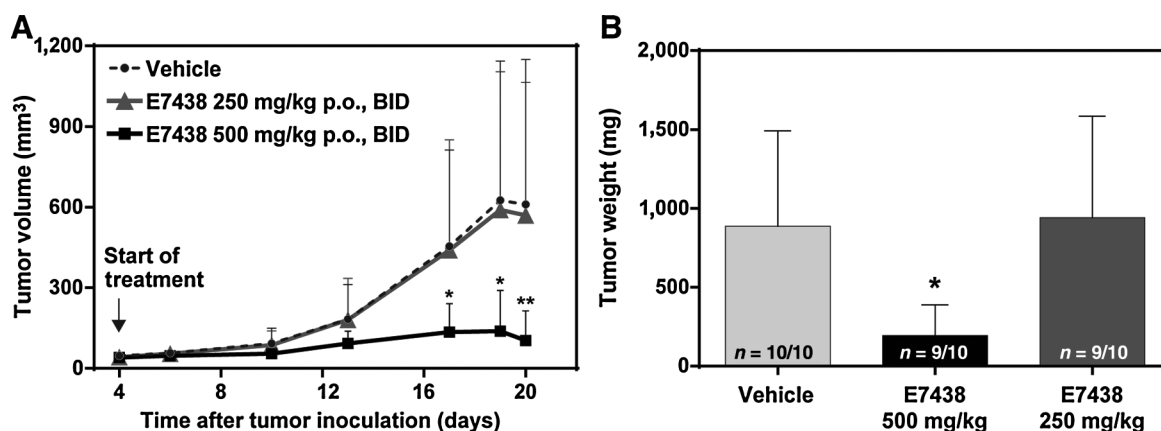 A
1,200
900
600
300
0
Tumor volume (mm³)
Vehicle
E7438 250 mg/kg p.o., BID
E7438 500 mg/kg p.o., BID
Start of
treatment
*
*
**
4
8
12
16
20
Time after tumor inoculation (days)
B
2,000
1,500
1,000
500
0
Tumor weight (mg)
*
n = 10/10
n = 9/10
n = 9/10
Vehicle
E7438
500 mg/kg
E7438
250 mg/kg